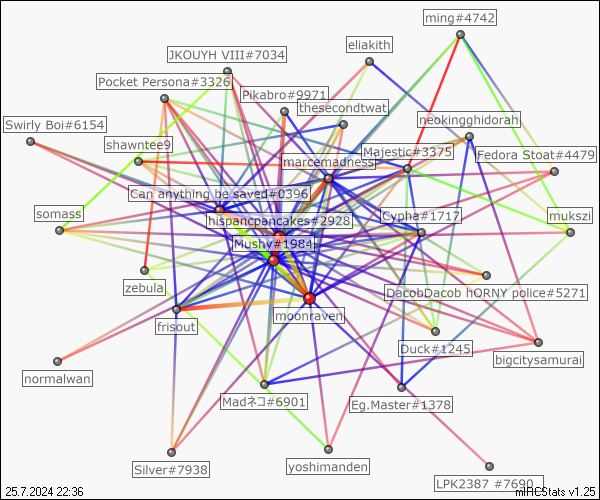 ming#4742
eliakith
JKOUYH VIII#7034
Pocket Persona#3326
Pikabro#9971
thesecondtwat
neokingghidorah
Swirly Boi#6154
shawntee9
Majestic#3375
Fedora Stoat#4479
marcemadness
Can anything be saved#0396
somass
hispancpancakes#2928
Cypha#1717
mukszi
Mushy#1984
zebula
DacobDacob hORNY police#5271
moonraven
frisout
Duck#1245
bigcitysamurai
normalwan
Madネコ#6901
Eg.Master#1378
Silver#7938
yoshimanden
LPK2387 #7690
25.7.2024 22:36
mIRCStats v1.25